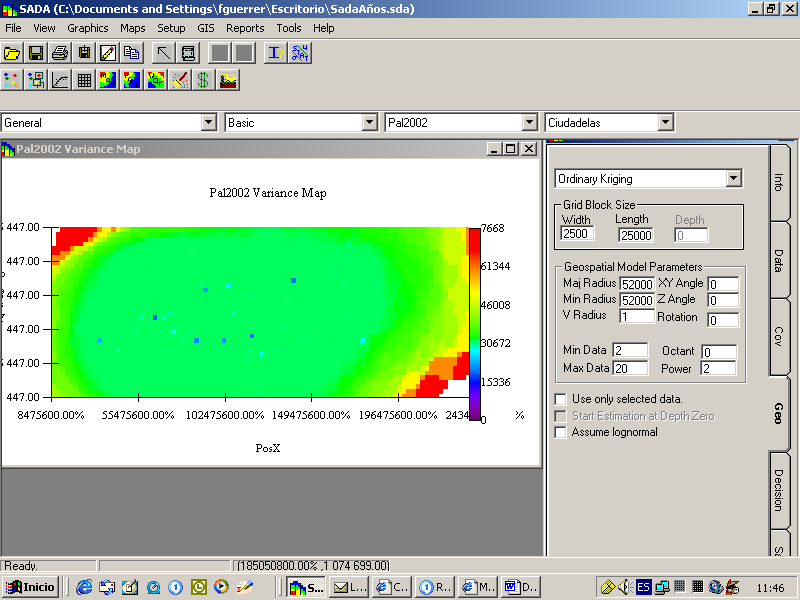 SADA (C:\Documents and Settings\fguerrer\Escritorio\SadaAños.sda)
File View Graphics Maps Setup GIS Reports Tools Help
General Basic Pal2002 Ciudadelas
Pal2002 Variance Map
Pal2002 Variance Map
447.00
447.00
447.00
447.00
447.00
8475600.00% 55475600.00% 102475600.00% 149475600.00% 196475600.00% 2434 %
PosX
7668
61344
46008
30672
15336
0
Ordinary Kriging
Grid Block Size
Width Length Depth
2500 25000 0
Geospatial Model Parameters
Maj Radius 52000 XY Angle 0
Min Radius 52000 Z Angle 0
V Radius 1 Rotation 0
Min Data 2 Octant 0
Max Data 20 Power 2
Use only selected data.
Start Estimation at Depth Zero
Assume lognormal
Info
Data
Cov
Geo
Decision
Ready. (185050800.00% ,1 074 699.00)
Inicio S... L... C... R... M... D... ES 11:46